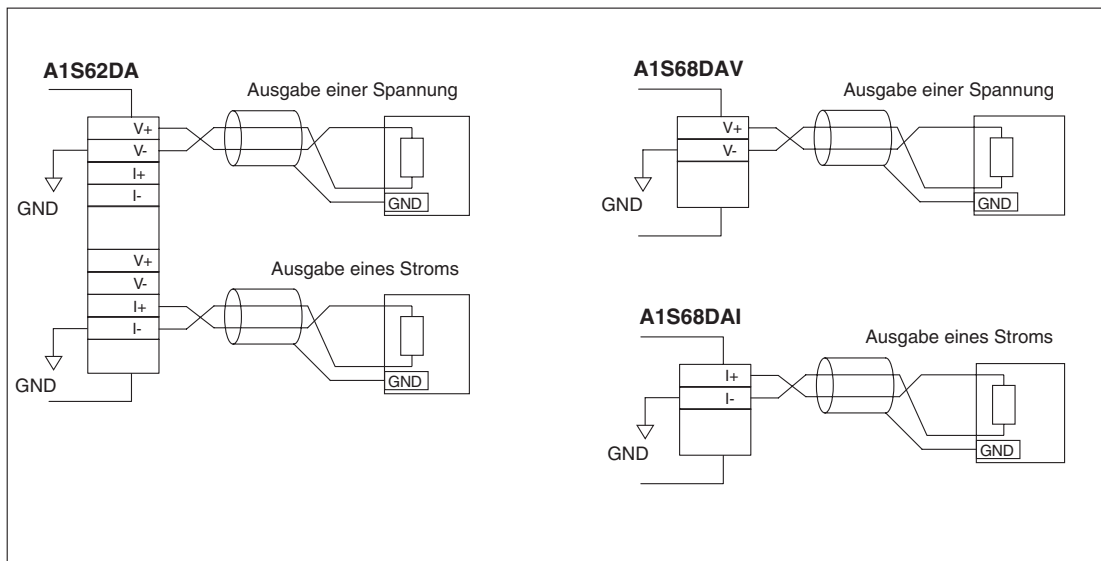 A1S62DA
Ausgabe einer Spannung
V+
V-
I+
I-
GND
GND
V+
V-
Ausgabe eines Stroms
I+
I-
GND
GND
A1S68DAV
Ausgabe einer Spannung
V+
V-
GND
GND
A1S68DAI
Ausgabe eines Stroms
I+
I-
GND
GND